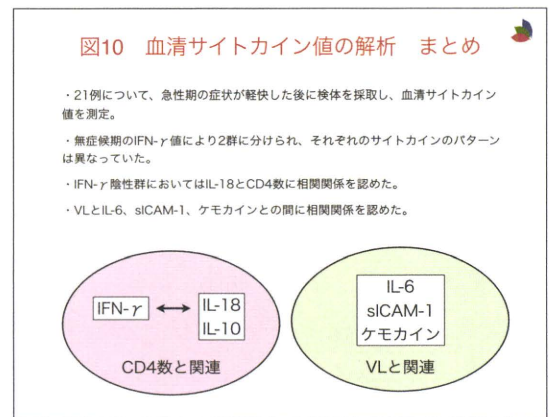 図10 血清サイトカイン値の解析 まとめ
・21例について、急性期の症状が軽快した後に検体を採取し、血清サイトカイン
値を測定。
・無症候期のIFN-γ値により2群に分けられ、それぞれのサイトカインのパターン
は異なっていた。
・IFN-γ陰性群においてはIL-18とCD4数に相関関係を認めた。
・VLとIL-6、sICAM-1、ケモカインとの間に相関関係を認めた。
IFN-γ
IL-18
IL-10
CD4数と関連
IL-6
sICAM-1
ケモカイン
VLと関連